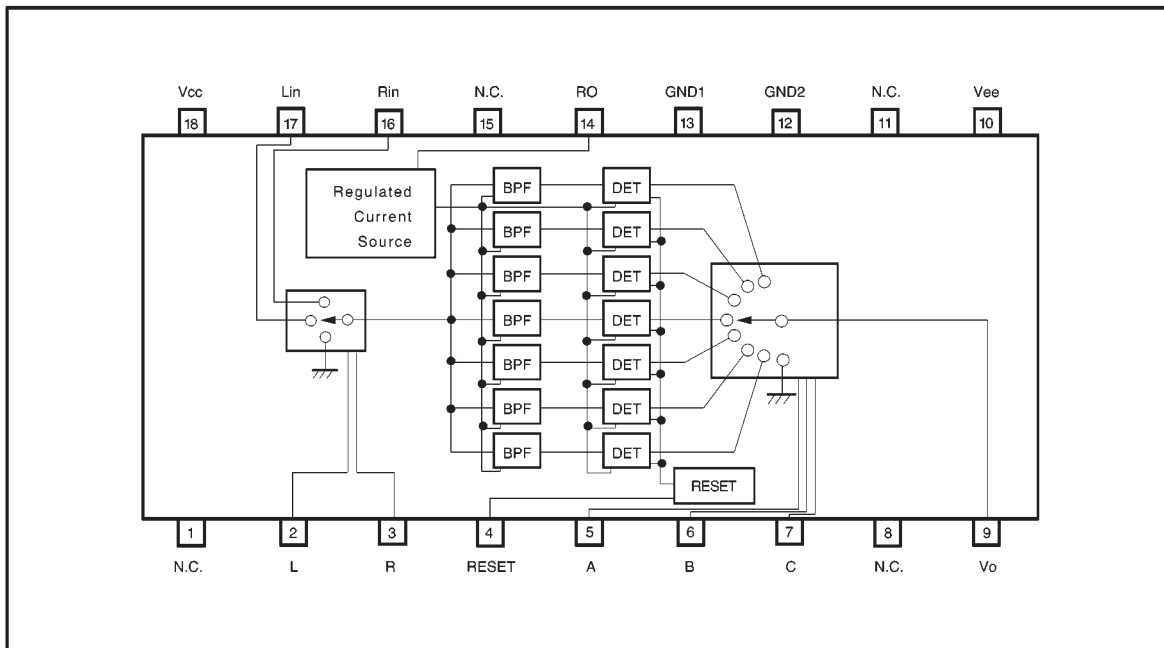 Vcc Lin Rin N.C. RO GND1 GND2 N.C. Vee
18 17 16 15 14 13 12 11 10
Regulated
Current
Source
BPF DET
BPF DET
BPF DET
BPF DET
BPF DET
BPF DET
BPF DET
RESET
1 2 3 4 5 6 7 8 9
N.C. L R RESET A B C N.C. Vo